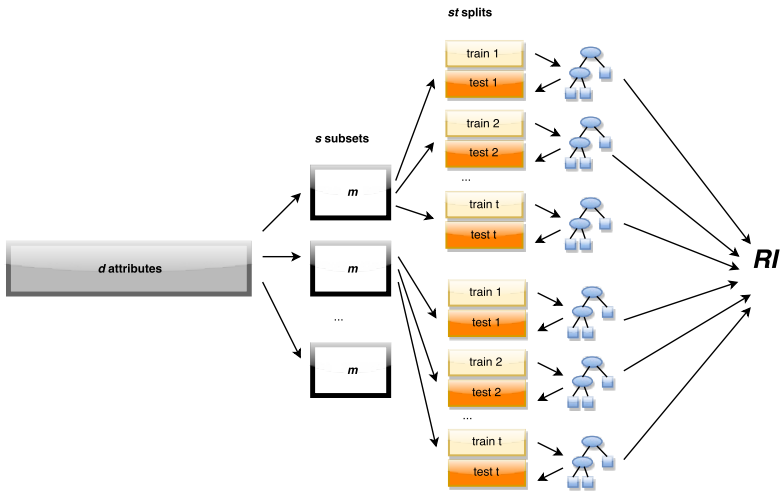 st splits
train 1
test 1
train 2
test 2
...
train t
test t
s subsets
m
m
...
m
d attributes
train 1
test 1
train 2
test 2
...
train t
test t
RI